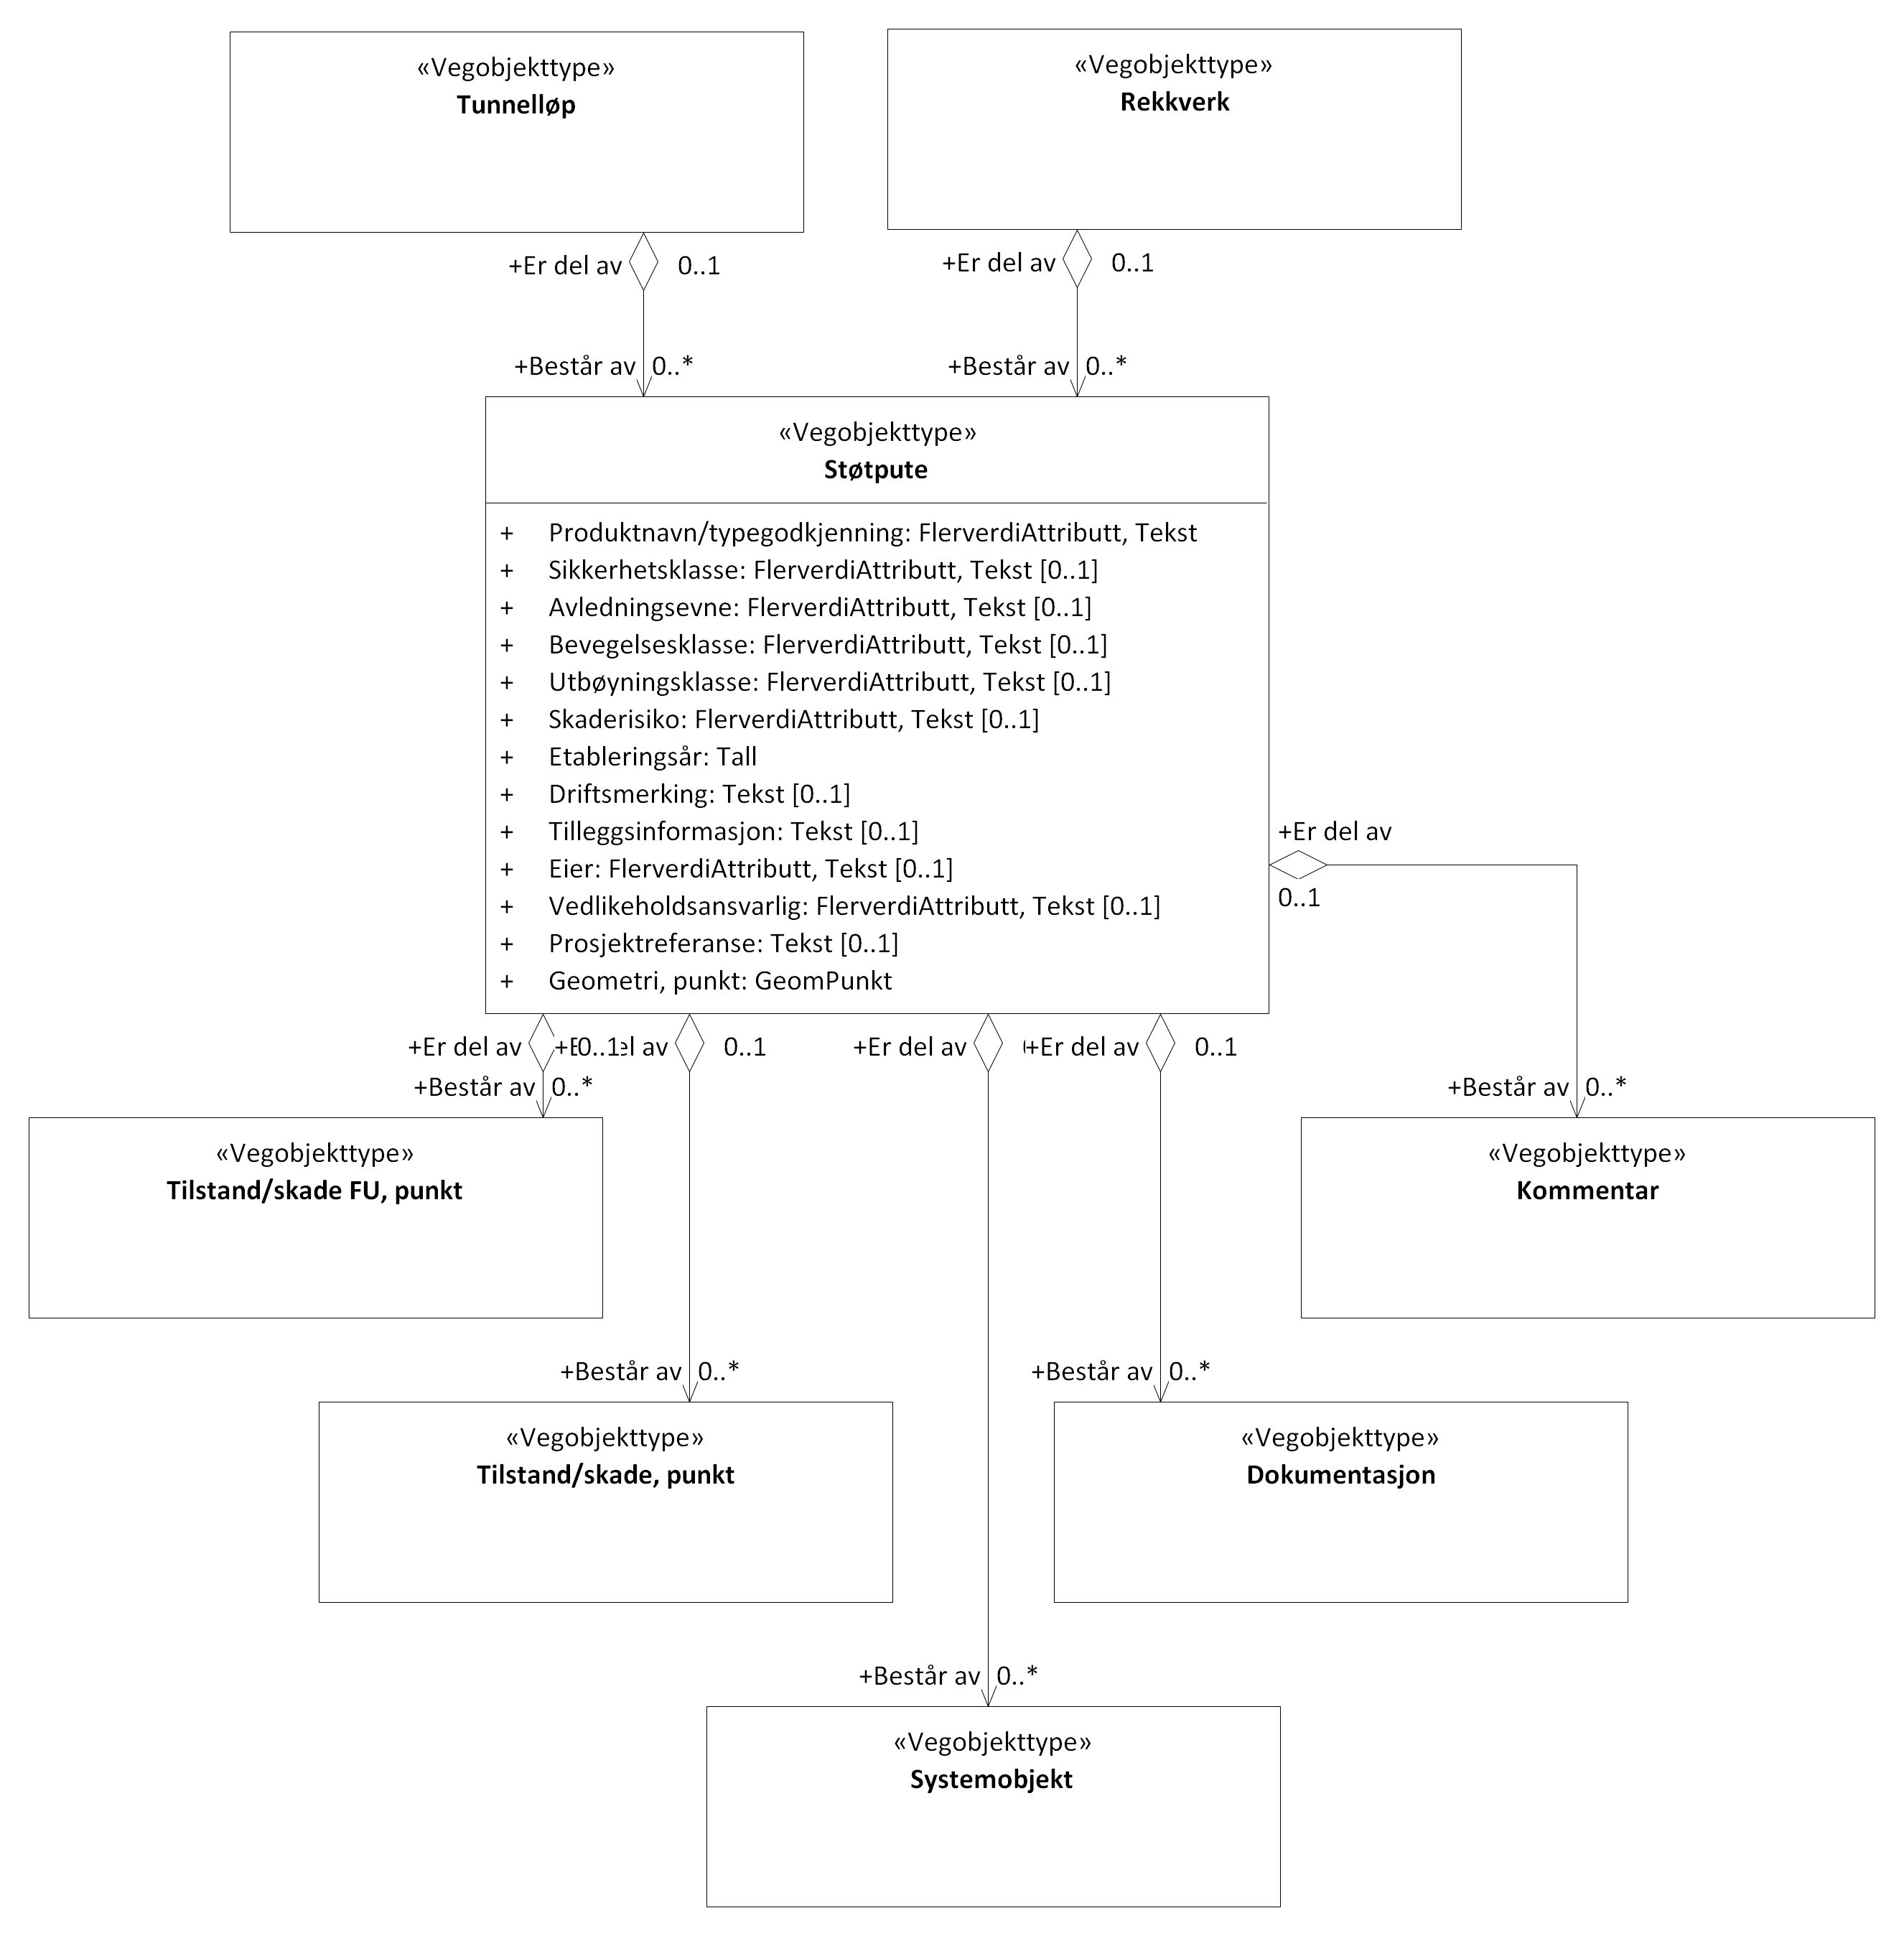 «Vegobjekttype»
Tunnelløp
«Vegobjekttype»
Rekkverk
+Er del av 0..1
+Er del av 0..1
+Består av 0..*
+Består av 0..*
«Vegobjekttype»
Støtpute
+ Produktnavn/typegodkjenning: FlerverdiAttributt, Tekst
+ Sikkerhetsklasse: FlerverdiAttributt, Tekst [0..1]
+ Avledningsevne: FlerverdiAttributt, Tekst [0..1]
+ Bevegelsesklasse: FlerverdiAttributt, Tekst [0..1]
+ Utbøyningsklasse: FlerverdiAttributt, Tekst [0..1]
+ Skaderisiko: FlerverdiAttributt, Tekst [0..1]
+ Etableringsår: Tall
+ Driftsmerking: Tekst [0..1]
+ Tilleggsinformasjon: Tekst [0..1]
+ Eier: FlerverdiAttributt, Tekst [0..1]
+ Vedlikeholdsansvarlig: FlerverdiAttributt, Tekst [0..1]
+ Prosjektreferanse: Tekst [0..1]
+ Geometri, punkt: GeomPunkt
+Er del av
0..1
+Er del av 0..1 av 0..1 +Er del av +Er del av 0..1
+Består av 0..*
+Består av 0..*
«Vegobjekttype»
Tilstand/skade FU, punkt
«Vegobjekttype»
Kommentar
+Består av 0..*
+Består av 0..*
«Vegobjekttype»
Tilstand/skade, punkt
«Vegobjekttype»
Dokumentasjon
+Består av 0..*
«Vegobjekttype»
Systemobjekt